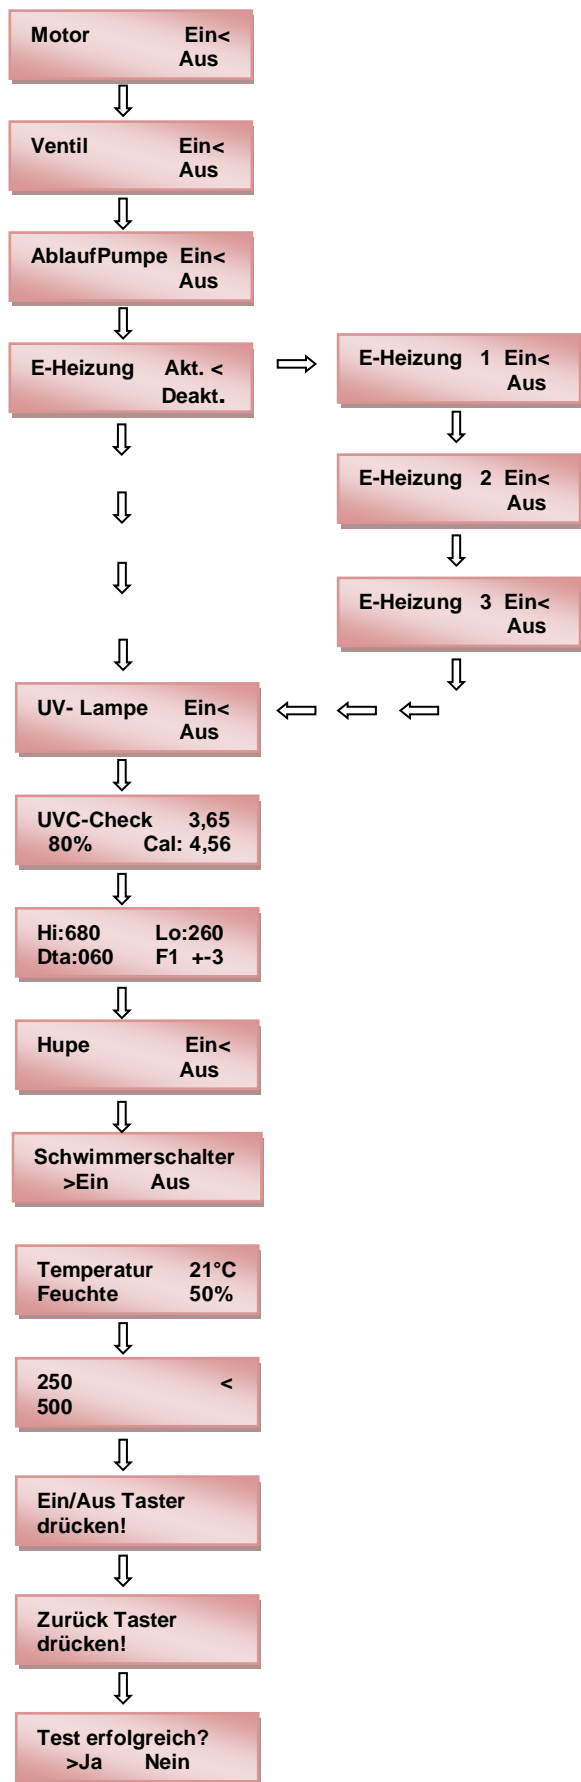 Motor Ein<
Aus
Ventil Ein<
Aus
AblaufPumpe Ein<
Aus
E-Heizung Akt. <
Deakt.
E-Heizung 1 Ein<
Aus
E-Heizung 2 Ein<
Aus
E-Heizung 3 Ein<
Aus
UV- Lampe Ein<
Aus
UVC-Check 3,65
80% Cal: 4,56
Hi:680 Lo:260
Dta:060 F1 +-3
Hupe Ein<
Aus
Schwimmerschalter
>Ein Aus
Temperatur 21°C
Feuchte 50%
250 <
500
Ein/Aus Taster
drücken!
Zurück Taster
drücken!
Test erfolgreich?
>Ja Nein